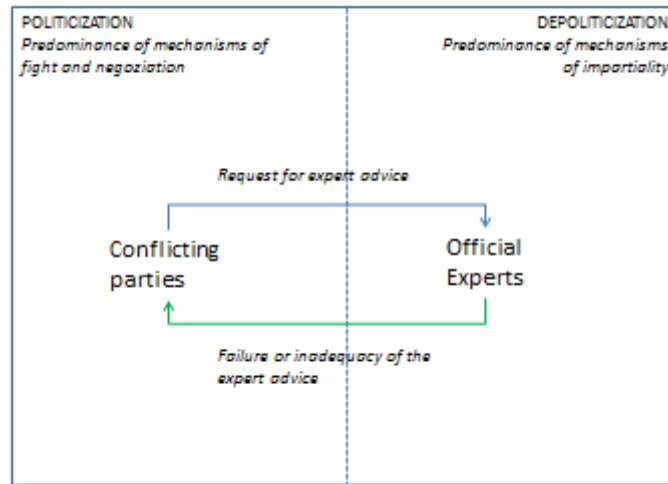 POLITICIZATION
Predominance of mechanisms of
fight and negoziation
DEPOLITICIZATION
Predominance of mechanisms
of impartiality
Request for expert advice
Conflicting
parties
Official
Experts
Failure or inadequacy of the
expert advice